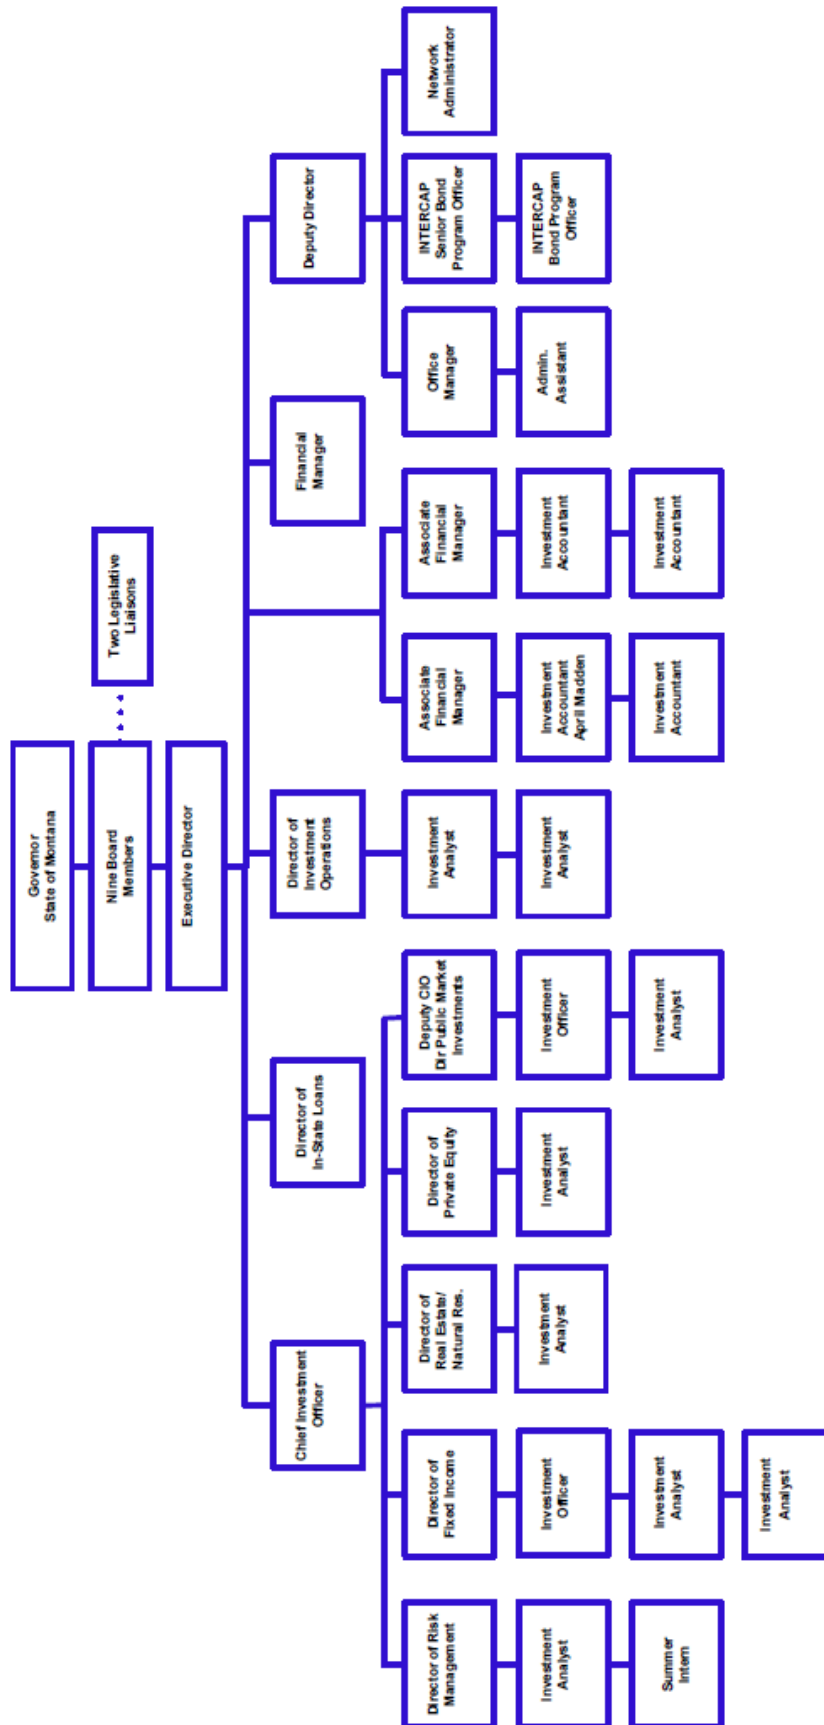 Governor
State of Montana
Nine Board
Members
Two Legislative
Liaisons
Executive Director
Chief Investment
Officer
Director of
In-State Loans
Director of
Investment
Operations
Financial
Manager
Deputy Director
Director of Risk
Management
Director of
Fixed Income
Director of
Real Estate/
Natural Res.
Director of
Private Equity
Deputy CIO
Dir Public Market
Investments
Investment
Analyst
Associate
Financial
Manager
Associate
Financial
Manager
Office
Manager
INTERCAP
Senior Bond
Program Officer
Network
Administrator
Investment
Analyst
Investment
Officer
Investment
Analyst
Investment
Analyst
Investment
Officer
Investment
Analyst
Investment
Accountant
April Madden
Investment
Accountant
Admin.
Assistant
INTERCAP
Bond Program
Officer
Summer
Intern
Investment
Analyst
Investment
Analyst
Investment
Accountant
Investment
Accountant
Investment
Analyst